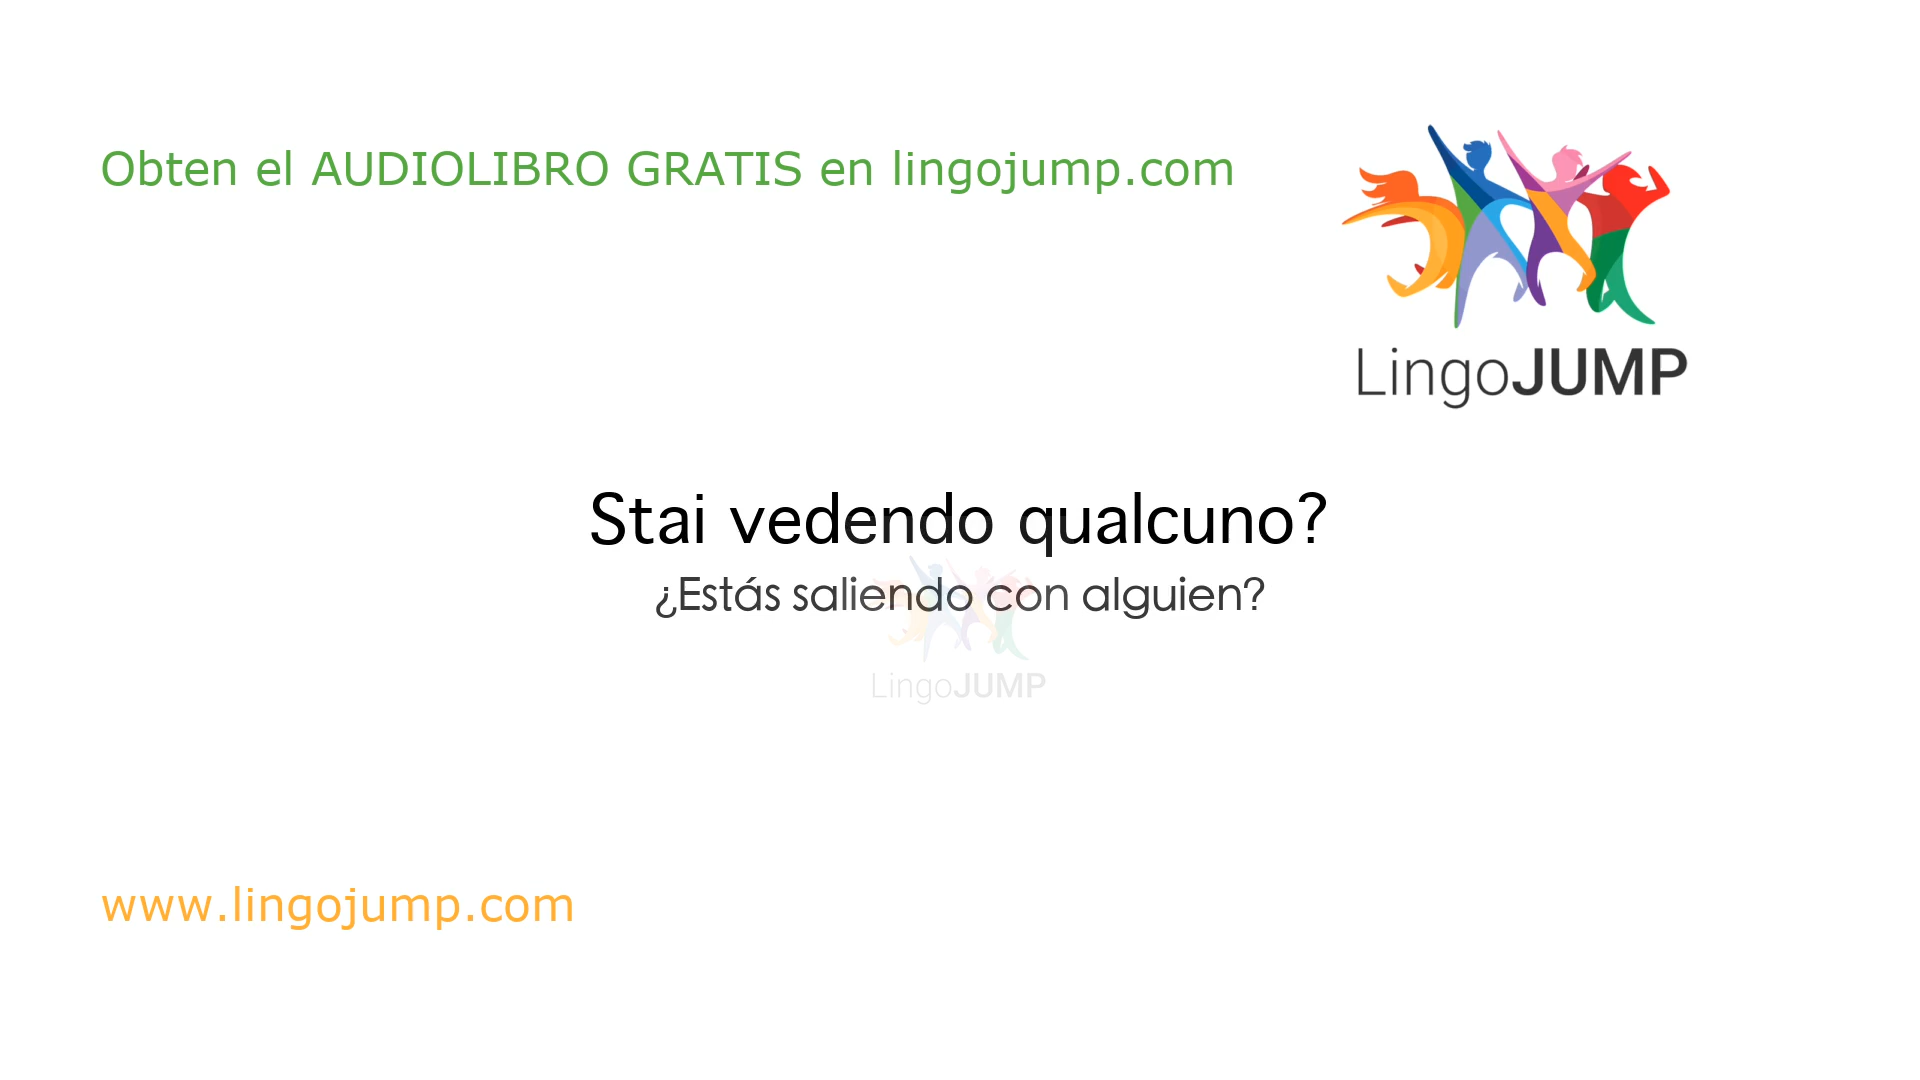 Obten el AUDIOLIBRO GRATIS en lingojump.com
LingoJUMP
Stai vedendo qualcuno?
¿Estás saliendo con alguien?
LingoJUMP
www.lingojump.com